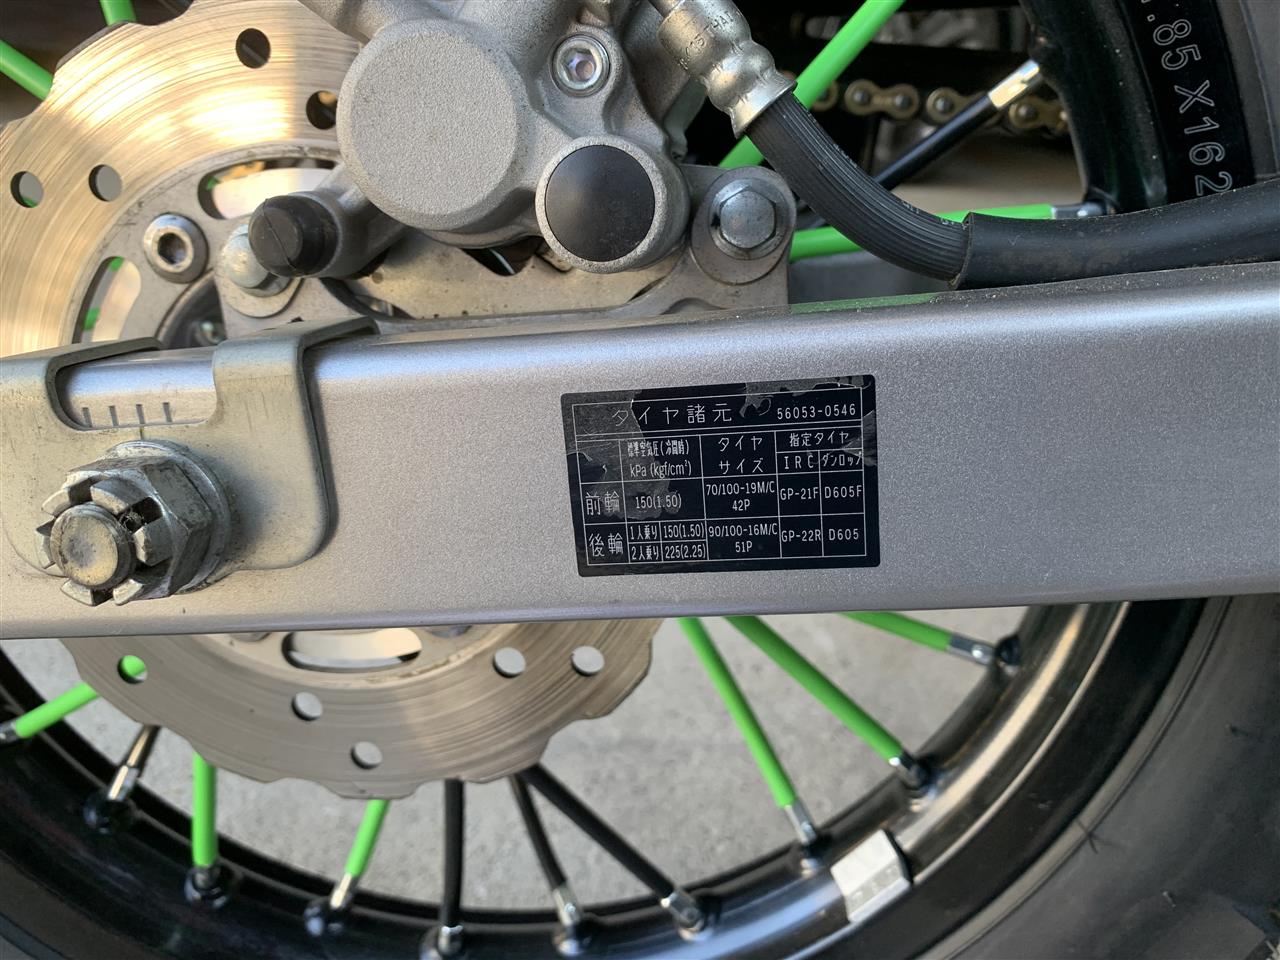 .85 X 162
タイヤ諸元 56053-0546
標準空気圧(冷間時) タイヤ 指定タイヤ
kPa (kgf/cm²) サイズ IRC ダンロップ
前輪 150(1.50) 70/100-19M/C 42P GP-21F D605F
後輪 1人乗り 150(1.50) 90/100-16M/C 51P GP-22R D605
2人乗り 225(2.25)